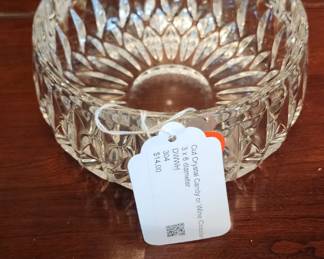 Cut Crystal Candy or Wine Coaster
3 x 6 diameter
DWWH
304
$14.00